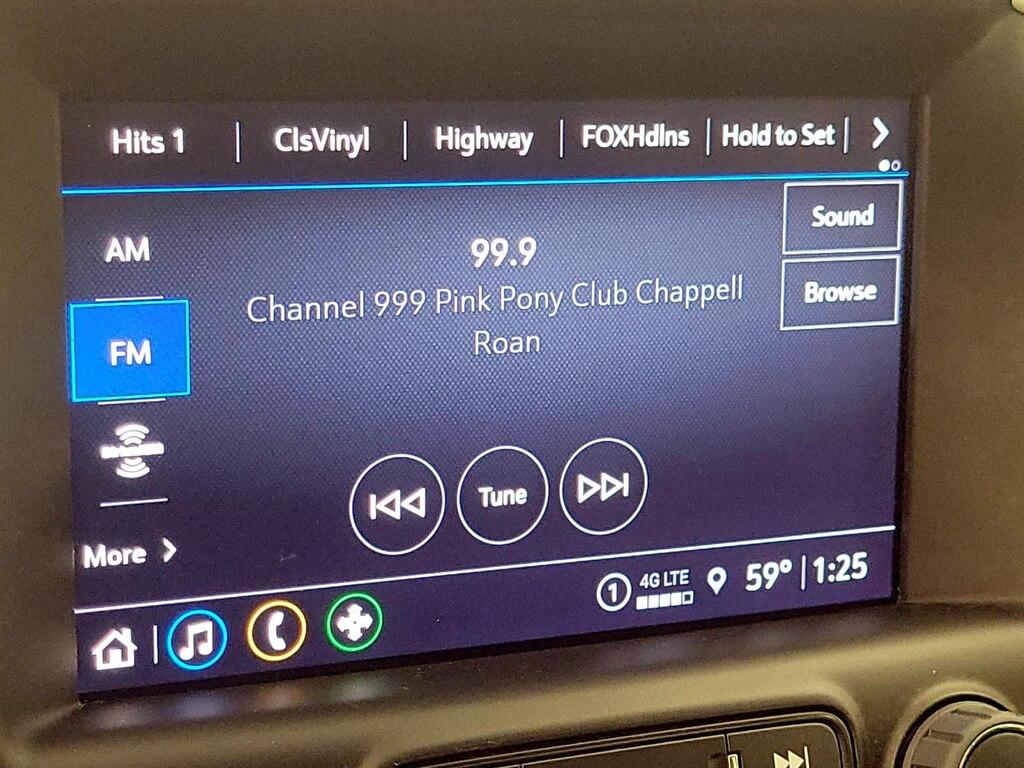 Hits 1 | ClsVinyl | Highway | FOXHdlns | Hold to Set |
Sound
AM
99.9
Browse
Channel 999 Pink Pony Club Chappell
Roan
FM
Tune
More
1 4G LTE 59° | 1:25